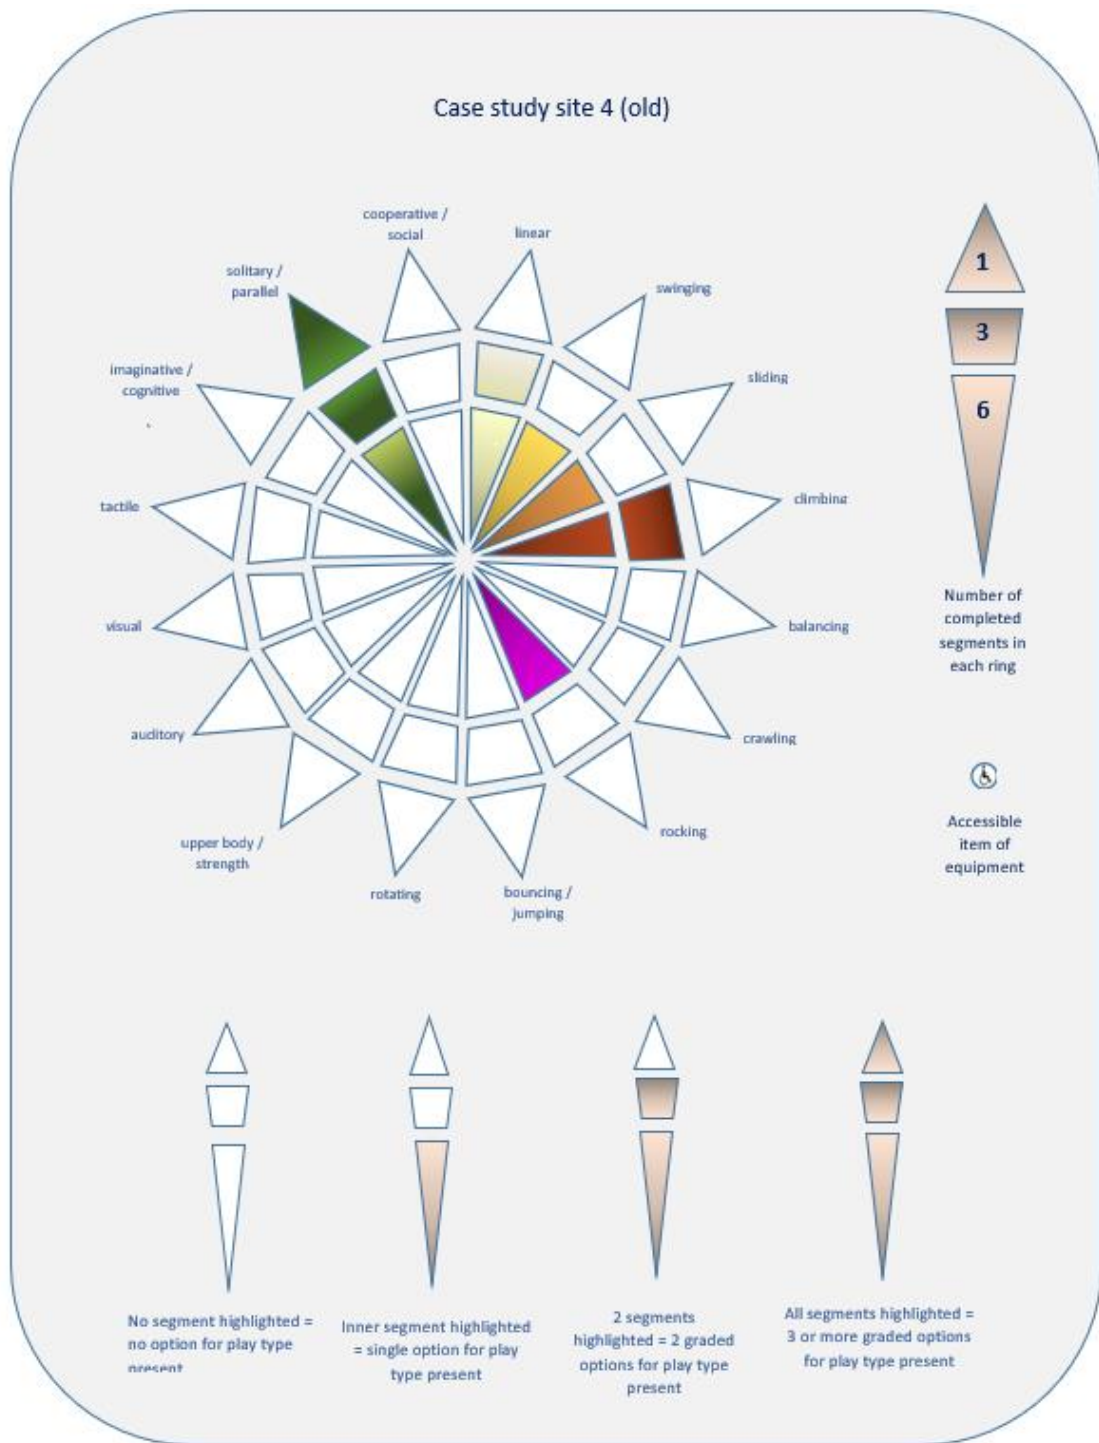 Case study site 4 (old)
cooperative /
social
linear
solitary /
parallel
swinging
imaginative /
cognitive
sliding
tactile
climbing
visual
balancing
auditory
crawling
upper body /
strength
rocking
rotating
bouncing /
jumping
1
3
6
Number of
completed
segments in
each ring
Accessible
item of
equipment
No segment highlighted =
no option for play type
present
Inner segment highlighted
= single option for play
type present
2 segments
highlighted = 2 graded
options for play type
present
All segments highlighted =
3 or more graded options
for play type present